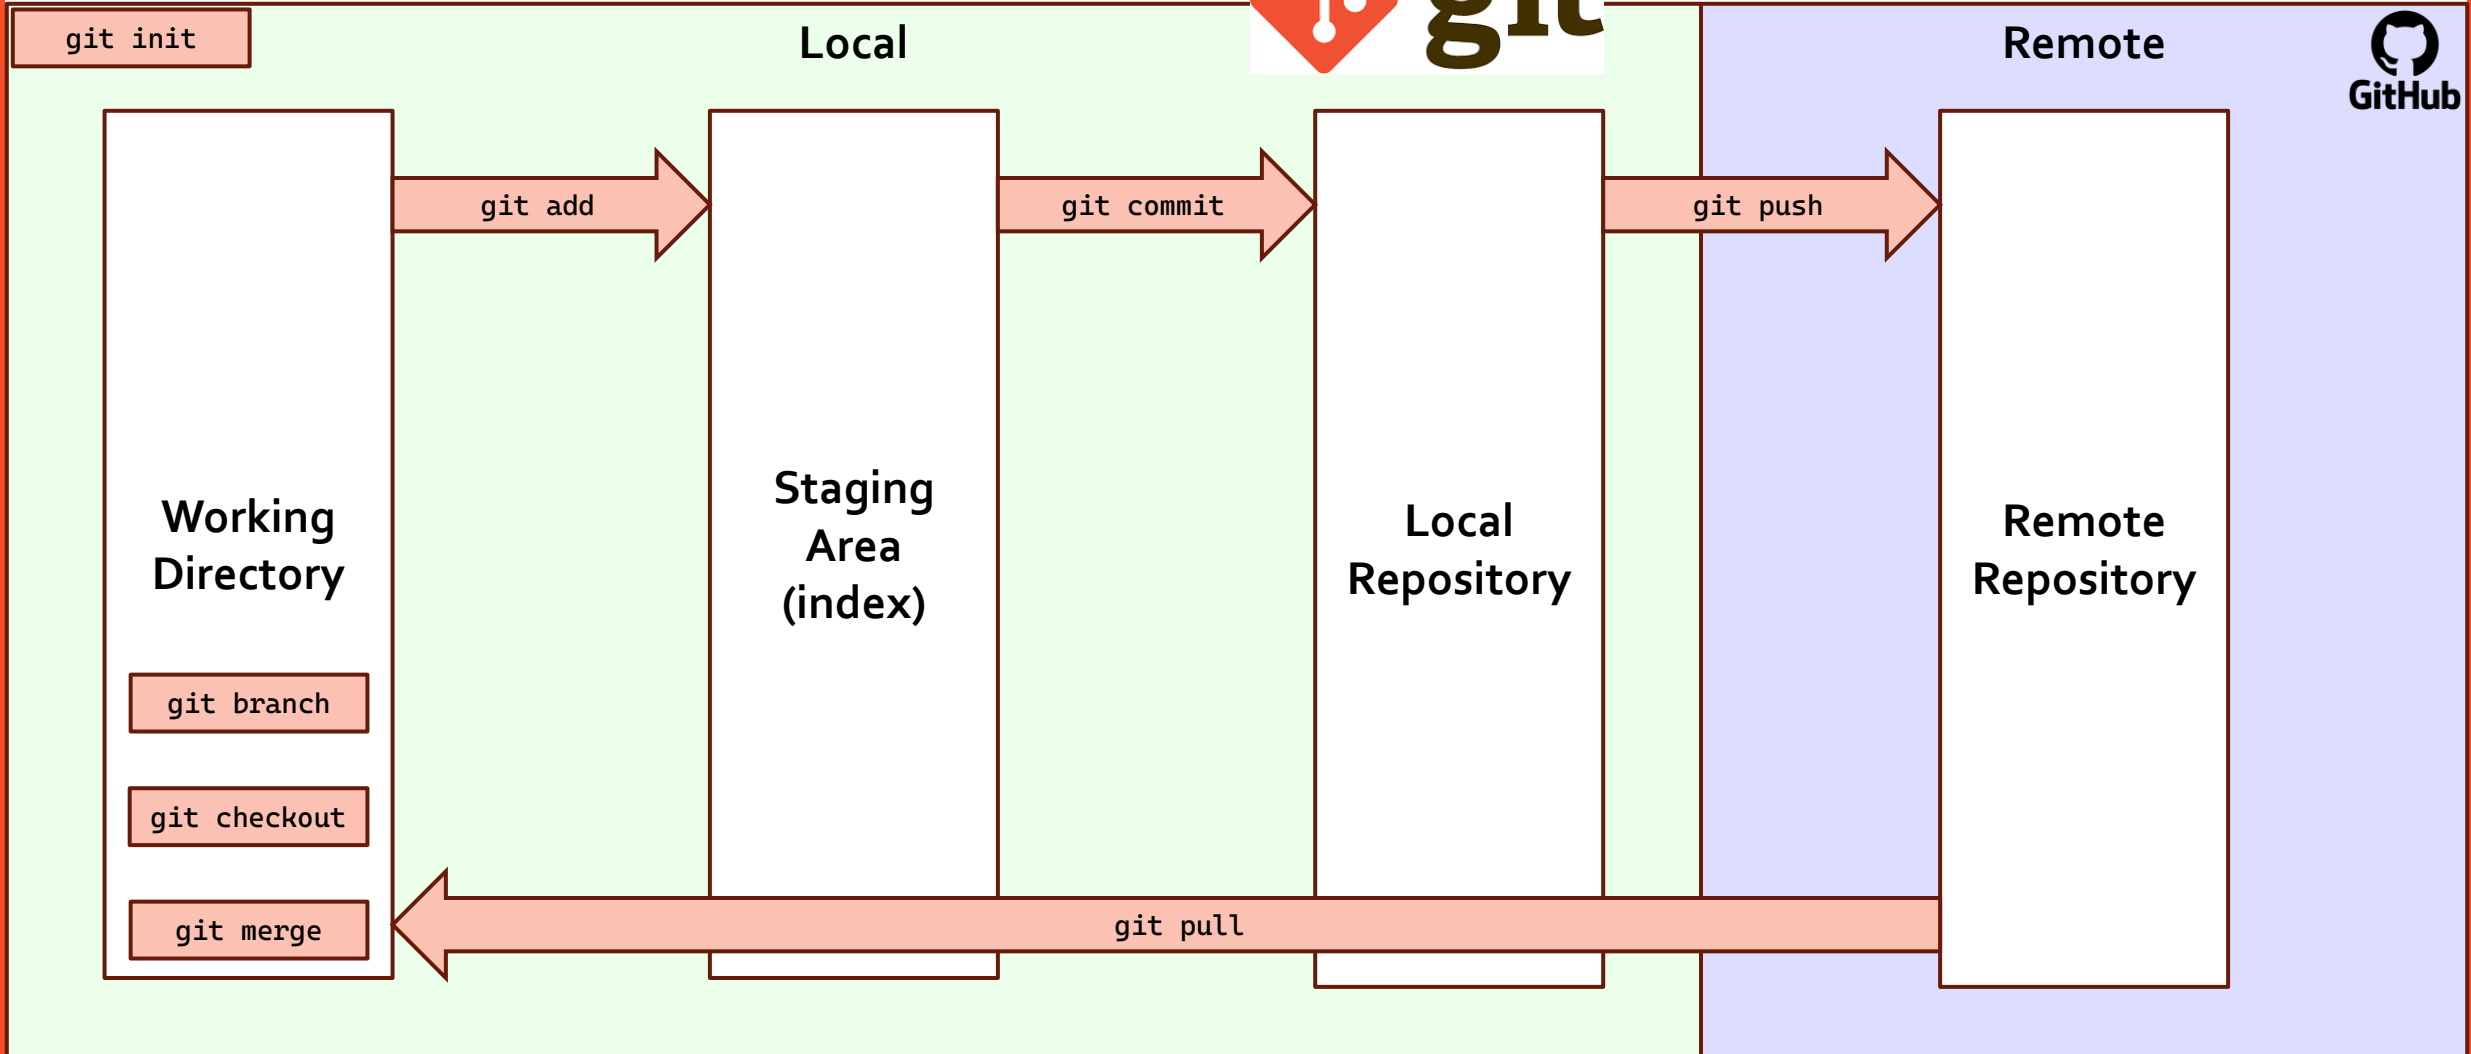 git init
Local
git
Remote
GitHub
git add
git commit
git push
Working
Directory
Staging
Area
(index)
Local
Repository
Remote
Repository
git branch
git checkout
git merge
git pull